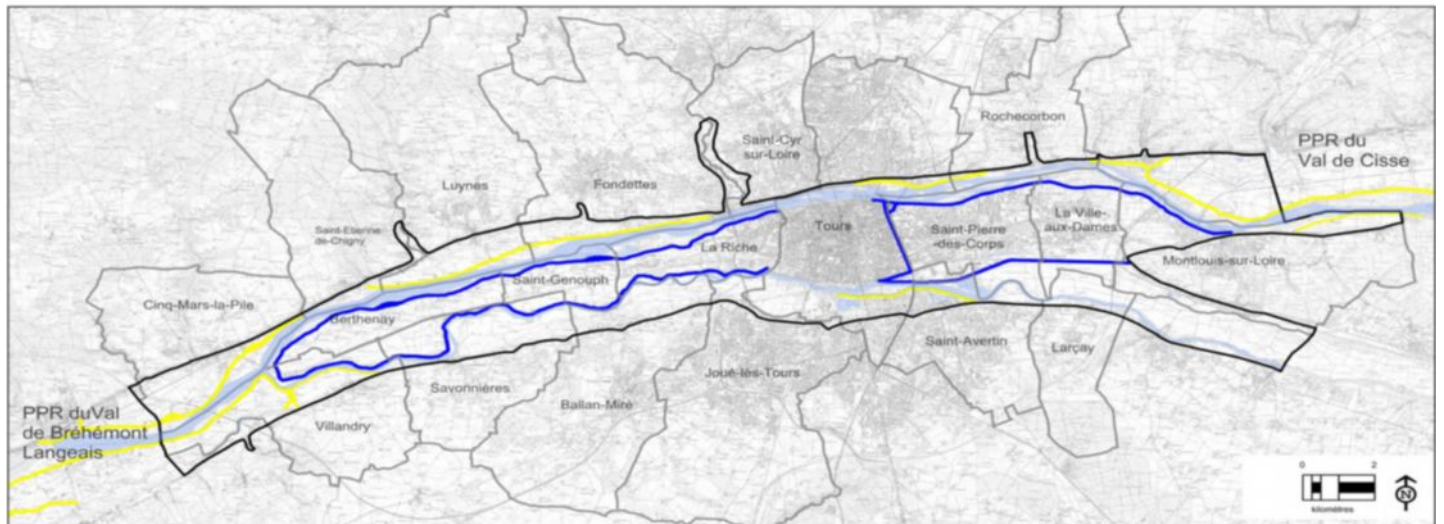 Rochecorbon
PPR du
Val de Cisse
Saint-Cyr
sur-Loire
Luynes
Fondettes
Saint-Etienne
de-Chigny
Tours
La Riche
Saint-Pierre
-des-Corps
La Ville-
aux-Dames
Montlouis-sur-Loire
Saint-Genouph
Cinq-Mars-la-Pile
Berthenay
Saint-Avertin
Larçay
Savonnières
Joué-lès-Tours
Ballan-Miré
PPR duVal
de Bréhémont
Langeais
Villandry
0 2
kilomètres
N